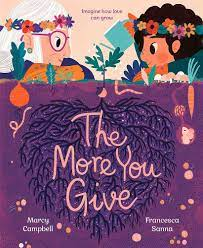 Imagine how love
can grow
The
More You
Give
Marcy
Campbell
Francesca
Sanna